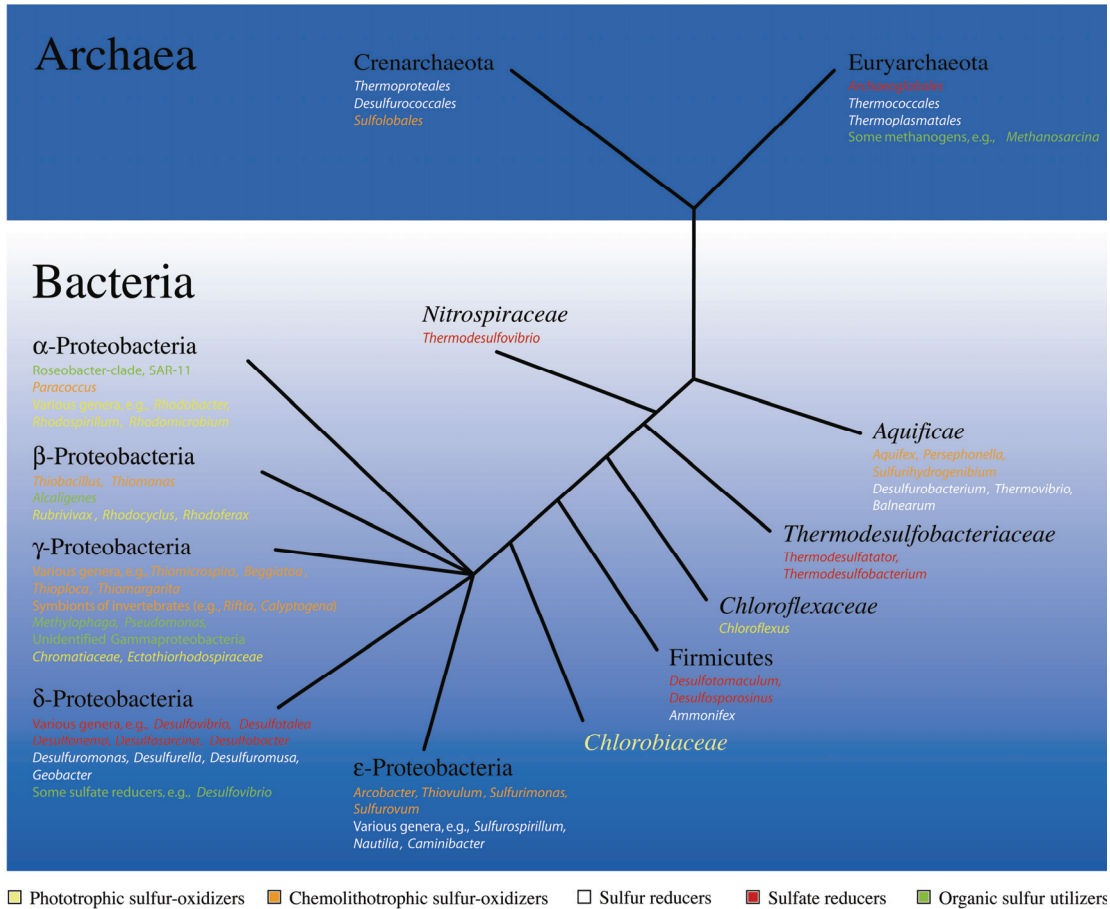 Archaea
Crenarchaeota
Thermoproteales
Desulfurococcales
Sulfolobales
Euryarchaeota
Archaeoglobales
Thermococcales
Thermoplasmatales
Some methanogens, e.g., Methanosarcina
Bacteria
Nitrospiraceae
Thermodesulfovibrio
α-Proteobacteria
Roseobacter-clade, SAR-11
Paracoccus
Various genera, e.g., Rhodobacter,
Rhodospirillum, Rhodomicrobium
β-Proteobacteria
Thiobacillus, Thiomonas
Alcaligenes
Rubrivivax, Rhodocyclus, Rhodoferax
γ-Proteobacteria
Various genera, e.g., Thiomicrospira, Beggiatoa,
Thioploca, Thiomargarita
Symbionts of invertebrates (e.g., Riftia, Calyptogena)
Methylophaga, Pseudomonas,
Unidentified Gammaproteobacteria
Chromatiaceae, Ectothiorhodospiraceae
δ-Proteobacteria
Various genera, e.g., Desulfovibrio, Desulfotalea
Desulfonema, Desulfosarcina, Desulfobacter
Desulfuromonas, Desulfurella, Desulfuromusa,
Geobacter
Some sulfate reducers, e.g., Desulfovibrio
ε-Proteobacteria
Arcobacter, Thiovulum, Sulfurimonas,
Sulfurovum
Various genera, e.g., Sulfurospirillum,
Nautilia, Caminibacter
Chlorobiaceae
Firmicutes
Desulfotomaculum,
Desulfosporosinus
Ammonifex
Chloroflexaceae
Chloroflexus
Thermodesulfobacteriaceae
Thermodesulfatator,
Thermodesulfobacterium
Aquificae
Aquifex, Persephonella,
Sulfurihydrogenibium
Desulfurobacterium, Thermovibrio,
Balnearum
Phototrophic sulfur-oxidizers
Chemolithotrophic sulfur-oxidizers
Sulfur reducers
Sulfate reducers
Organic sulfur utilizers